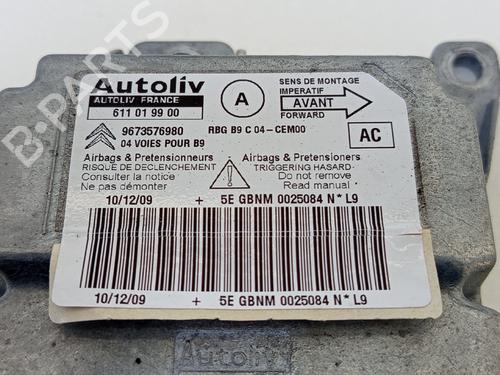 B-PARTS
Autoliv
AUTOLIV FRANCE
611 01 99 00
A
SENS DE MONTAGE
IMPERATIF
AVANT
FORWARD
9673576980
RBG B9 C 04-CEM00
04 VOIES POUR B9
AC
Airbags & Pretensionneurs
RISQUE DE DECLENCHEMENT
Consulter la notice
Ne pas démonter
Airbags & Pretensioners
TRIGGERING HASARD-
Do not remove
Read manual
10/12/09 + 5E GBNM 0025084 N* L9
10/12/09 + 5E GBNM 0025084 N* L9
Autoliv